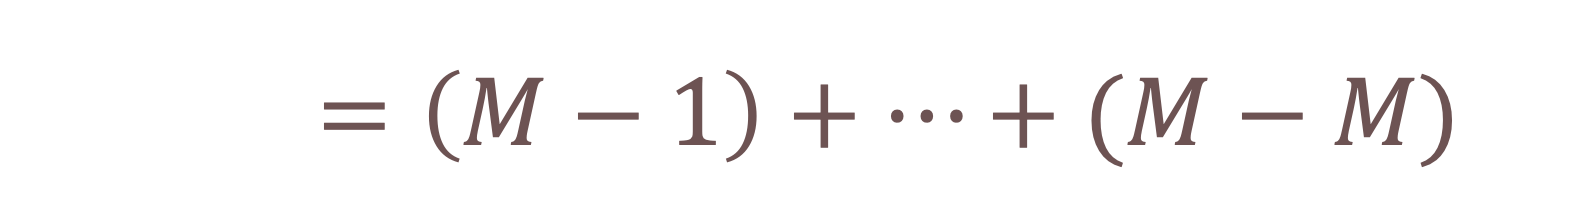 = (𝑀 − 1) + ⋯ + (𝑀 − 𝑀)